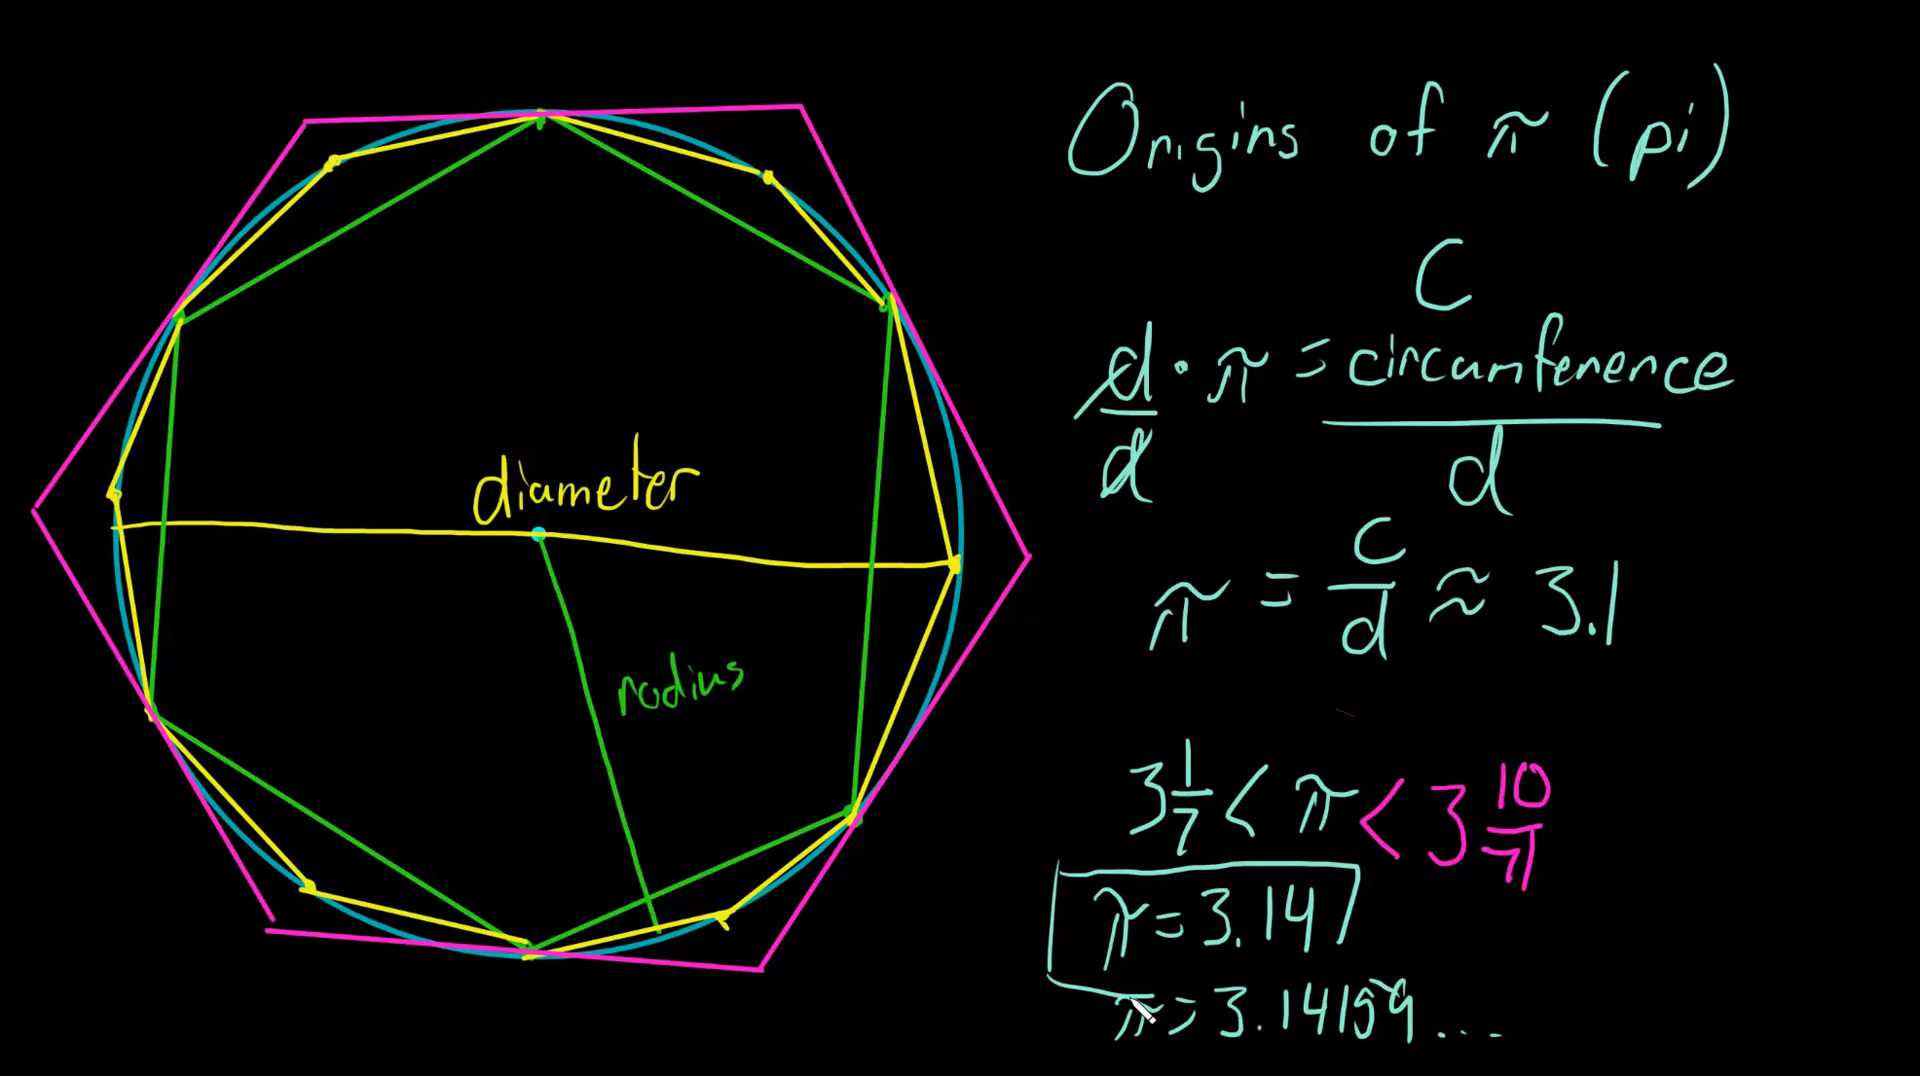 Origins of π (pi)
C
d/d · π = circumference/d
π = C/d ≈ 3.1
diameter
radius
3 1/7 < π < 3 10/71
π = 3.14
π = 3.14159...